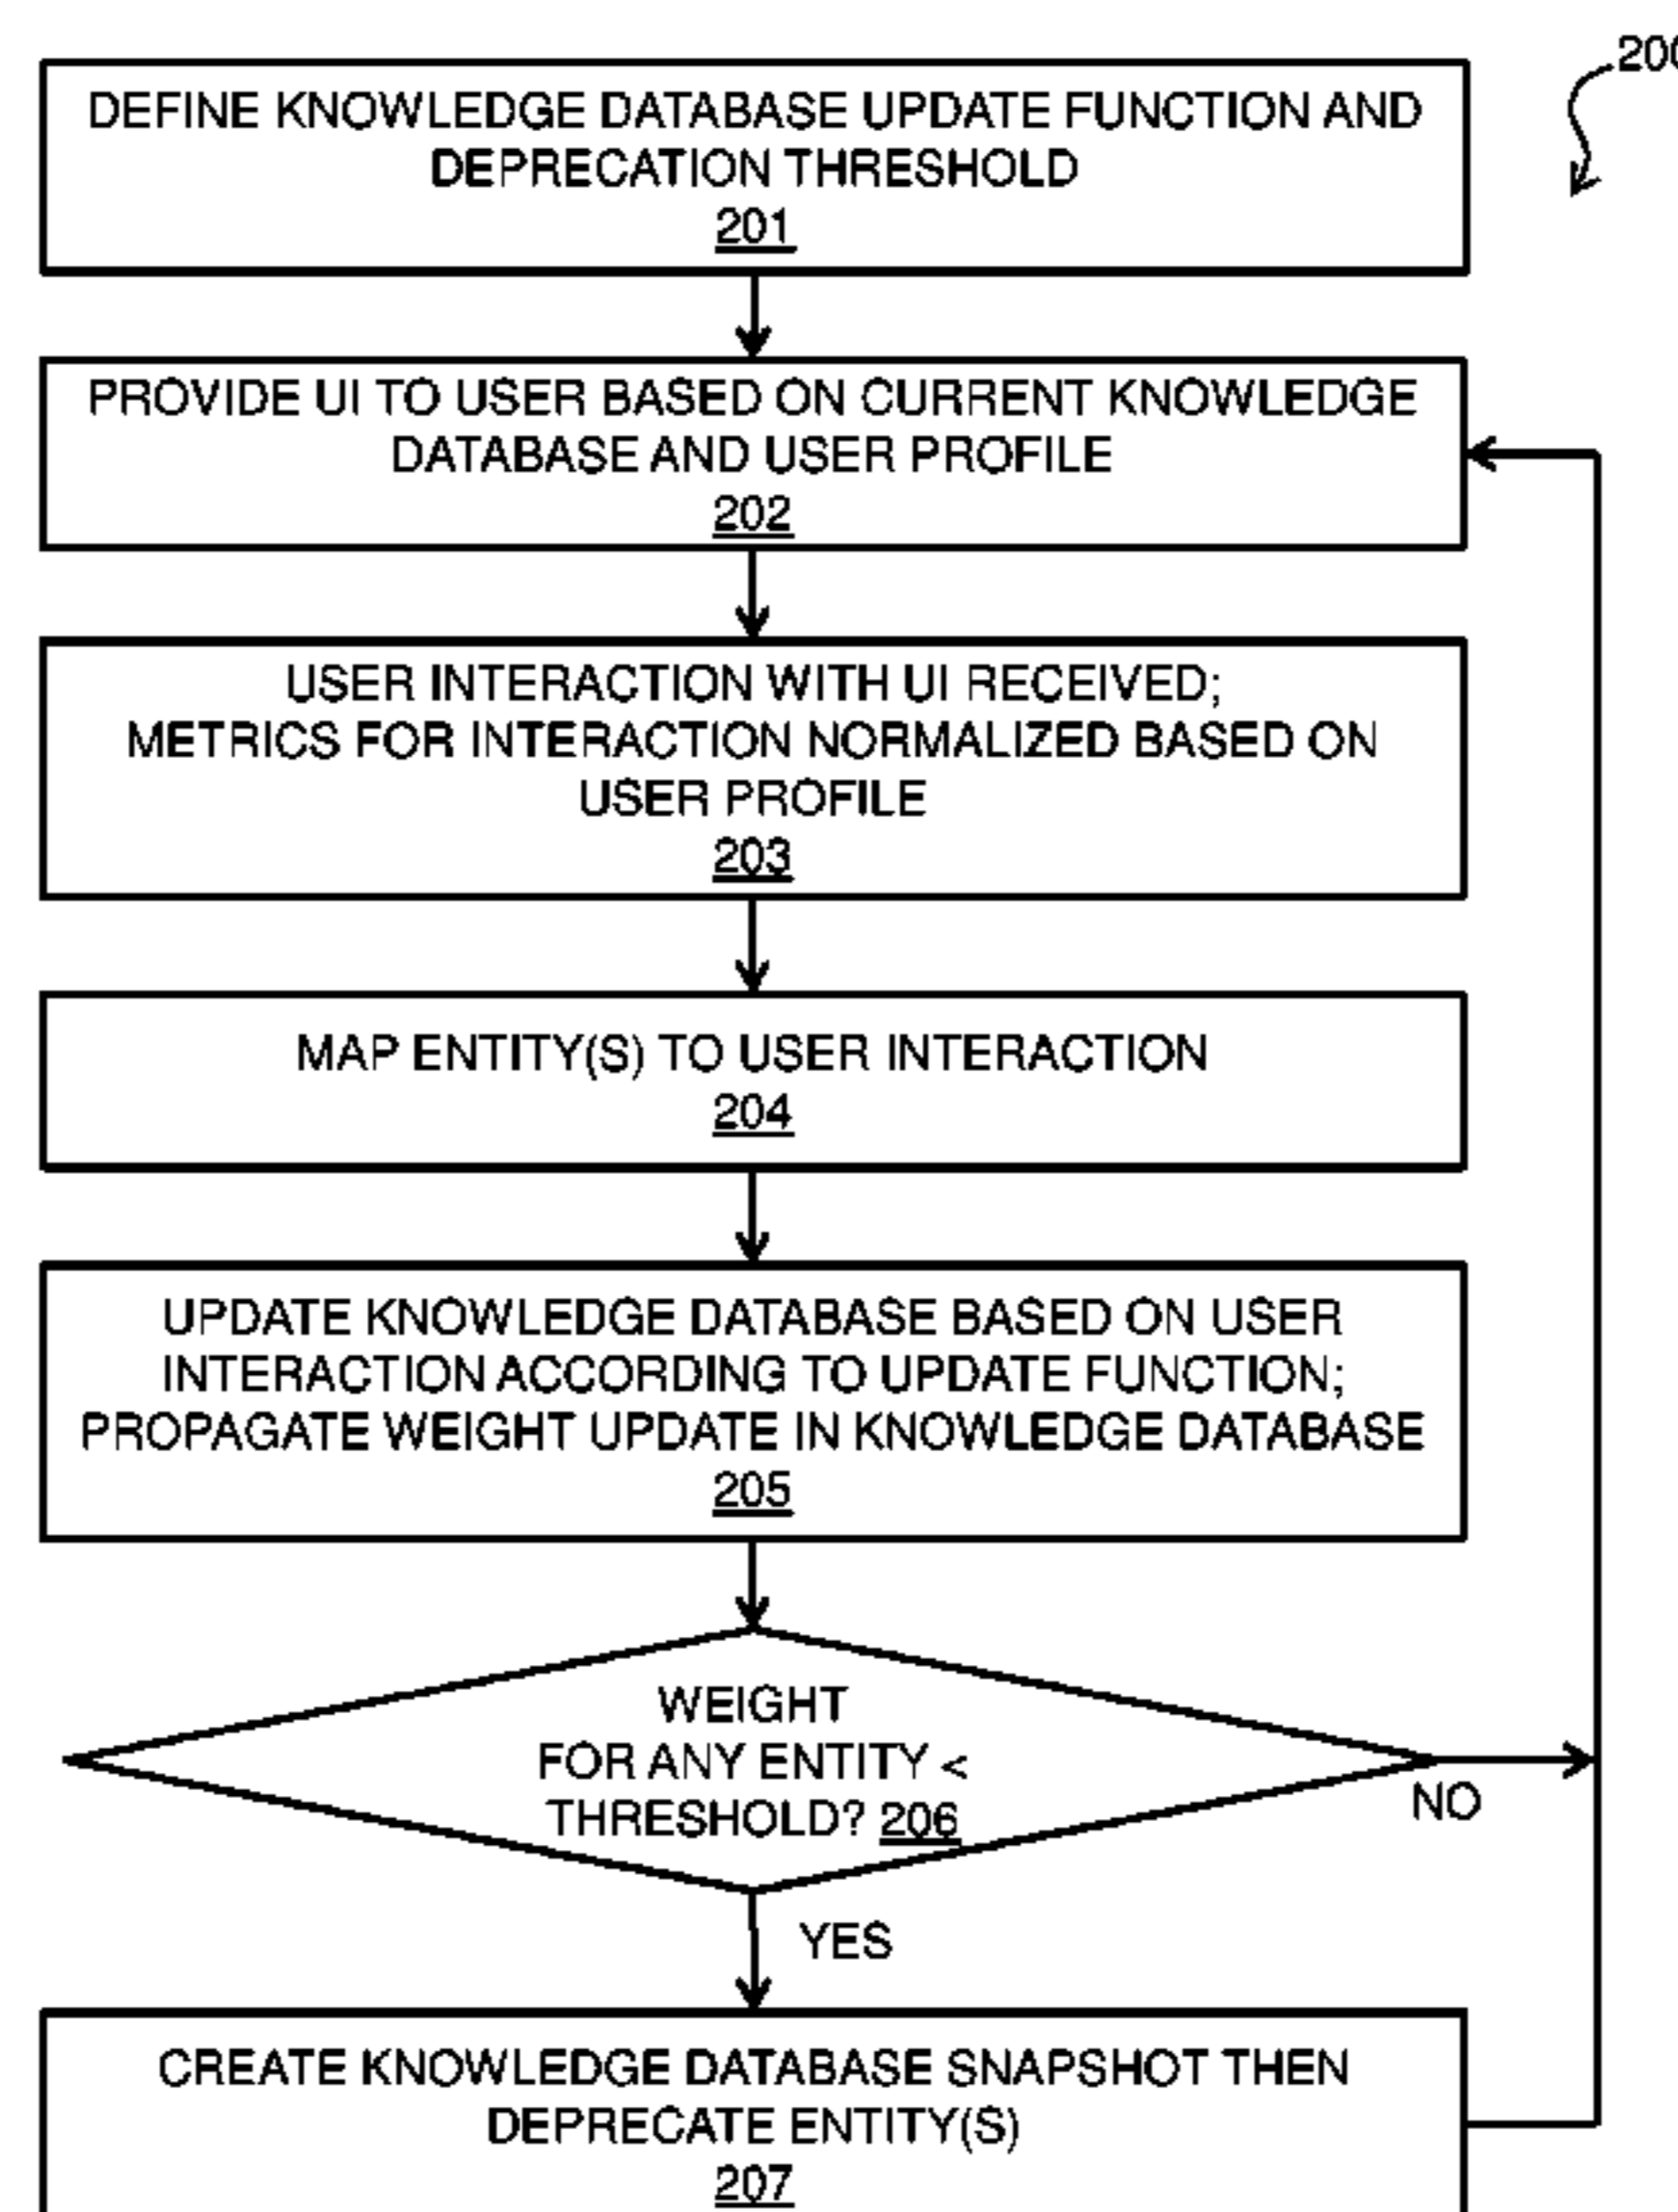 200
DEFINE KNOWLEDGE DATABASE UPDATE FUNCTION AND
DEPRECATION THRESHOLD
201
PROVIDE UI TO USER BASED ON CURRENT KNOWLEDGE
DATABASE AND USER PROFILE
202
USER INTERACTION WITH UI RECEIVED;
METRICS FOR INTERACTION NORMALIZED BASED ON
USER PROFILE
203
MAP ENTITY(S) TO USER INTERACTION
204
UPDATE KNOWLEDGE DATABASE BASED ON USER
INTERACTION ACCORDING TO UPDATE FUNCTION;
PROPAGATE WEIGHT UPDATE IN KNOWLEDGE DATABASE
205
WEIGHT
FOR ANY ENTITY <
THRESHOLD? 206
NO
YES
CREATE KNOWLEDGE DATABASE SNAPSHOT THEN
DEPRECATE ENTITY(S)
207